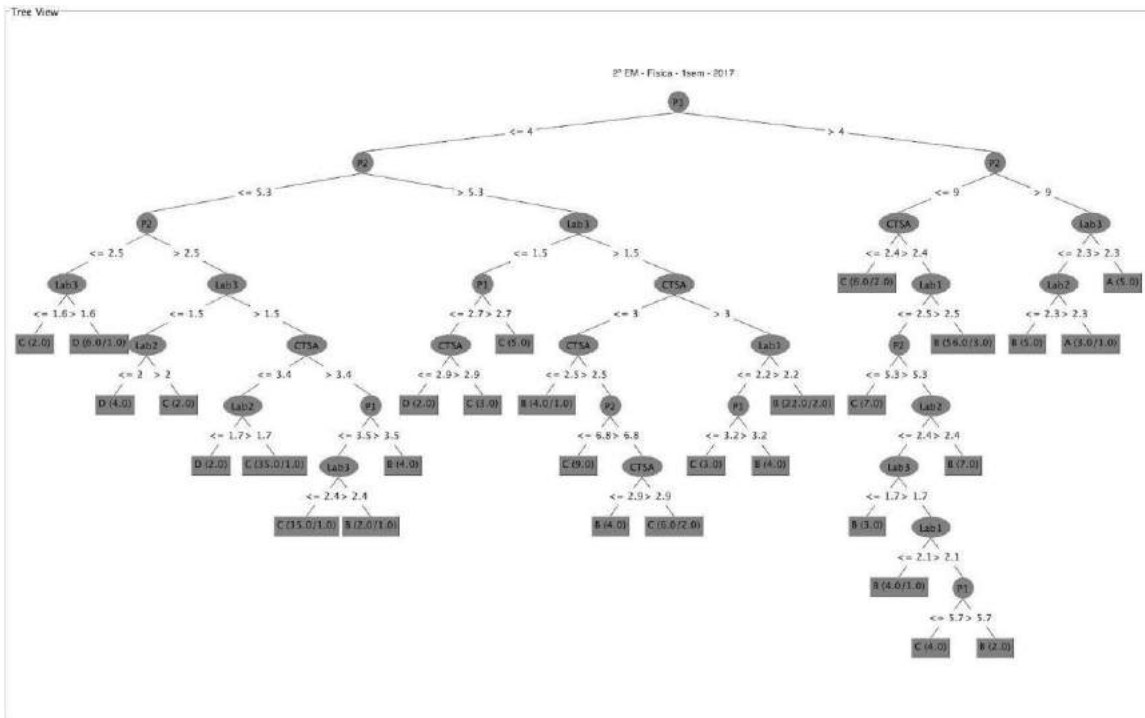 Tree View
2º EM - Física - 1sem - 2017
P1
<= 4 > 4
P2 P2
<= 5.3 > 5.3 <= 9 > 9
P2 Lab3 CTSA Lab3
<= 2.5 > 2.5 <= 1.5 > 1.5 <= 2.4 > 2.4 <= 2.3 > 2.3
Lab3 Lab3 P1 CTSA C (6.0/2.0) Lab1 Lab2 A (5.0)
<= 1.6 > 1.6 <= 1.5 > 1.5 <= 2.7 > 2.7 <= 3 > 3 <= 2.5 > 2.5 <= 2.3 > 2.3
C (2.0) D (6.0/1.0) Lab2 CTSA CTSA C (5.0) CTSA Lab1 P2 B (56.0/3.0) B (5.0) A (3.0/1.0)
<= 2 > 2 <= 3.4 > 3.4 <= 2.9 > 2.9 <= 2.5 > 2.5 <= 2.2 > 2.2 <= 5.3 > 5.3
D (4.0) C (2.0) Lab2 P1 D (2.0) C (3.0) B (4.0/1.0) P2 P1 B (22.0/2.0) C (7.0) Lab2
<= 1.7 > 1.7 <= 3.5 > 3.5 <= 6.8 > 6.8 <= 3.2 > 3.2 <= 2.4 > 2.4
D (2.0) C (35.0/1.0) Lab3 B (4.0) C (9.0) CTSA C (3.0) B (4.0) Lab3 B (7.0)
<= 2.4 > 2.4 <= 2.9 > 2.9 <= 1.7 > 1.7
C (15.0/1.0) B (2.0/1.0) B (4.0) C (6.0/2.0) B (3.0) Lab1
<= 2.1 > 2.1
B (4.0/1.0) P1
<= 5.7 > 5.7
C (4.0) B (2.0)